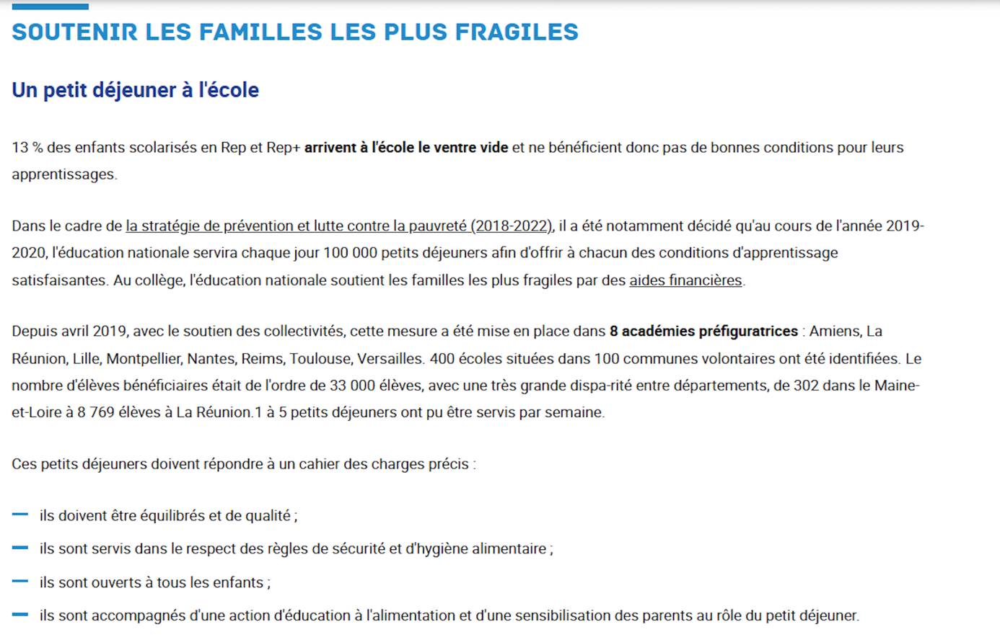 SOUTENIR LES FAMILLES LES PLUS FRAGILES
Un petit déjeuner à l'école
13 % des enfants scolarisés en Rep et Rep+ arrivent à l'école le ventre vide et ne bénéficient donc pas de bonnes conditions pour leurs
apprentissages.
Dans le cadre de la stratégie de prévention et lutte contre la pauvreté (2018-2022), il a été notamment décidé qu'au cours de l'année 2019-
2020, l'éducation nationale servira chaque jour 100 000 petits déjeuners afin d'offrir à chacun des conditions d'apprentissage
satisfaisantes. Au collège, l'éducation nationale soutient les familles les plus fragiles par des aides financières.
Depuis avril 2019, avec le soutien des collectivités, cette mesure a été mise en place dans 8 académies préfiguratrices : Amiens, La
Réunion, Lille, Montpellier, Nantes, Reims, Toulouse, Versailles. 400 écoles situées dans 100 communes volontaires ont été identifiées. Le
nombre d'élèves bénéficiaires était de l'ordre de 33 000 élèves, avec une très grande dispa-rité entre départements, de 302 dans le Maine-
et-Loire à 8 769 élèves à La Réunion.1 à 5 petits déjeuners ont pu être servis par semaine.
Ces petits déjeuners doivent répondre à un cahier des charges précis :
ils doivent être équilibrés et de qualité ;
ils sont servis dans le respect des règles de sécurité et d'hygiène alimentaire ;
ils sont ouverts à tous les enfants ;
ils sont accompagnés d'une action d'éducation à l'alimentation et d'une sensibilisation des parents au rôle du petit déjeuner.